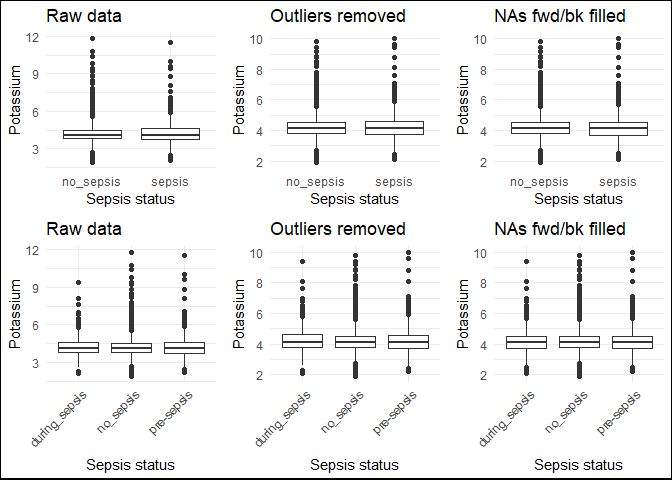 Raw data
Outliers removed
NAs fwd/bk filled
12
9
6
3
Potassium
no_sepsis
sepsis
Sepsis status
10
8
6
4
2
Potassium
no_sepsis
sepsis
Sepsis status
10
8
6
4
2
Potassium
no_sepsis
sepsis
Sepsis status
Raw data
Outliers removed
NAs fwd/bk filled
12
9
6
3
Potassium
during_sepsis
no_sepsis
pre-sepsis
Sepsis status
10
8
6
4
2
Potassium
during_sepsis
no_sepsis
pre-sepsis
Sepsis status
10
8
6
4
2
Potassium
during_sepsis
no_sepsis
pre-sepsis
Sepsis status